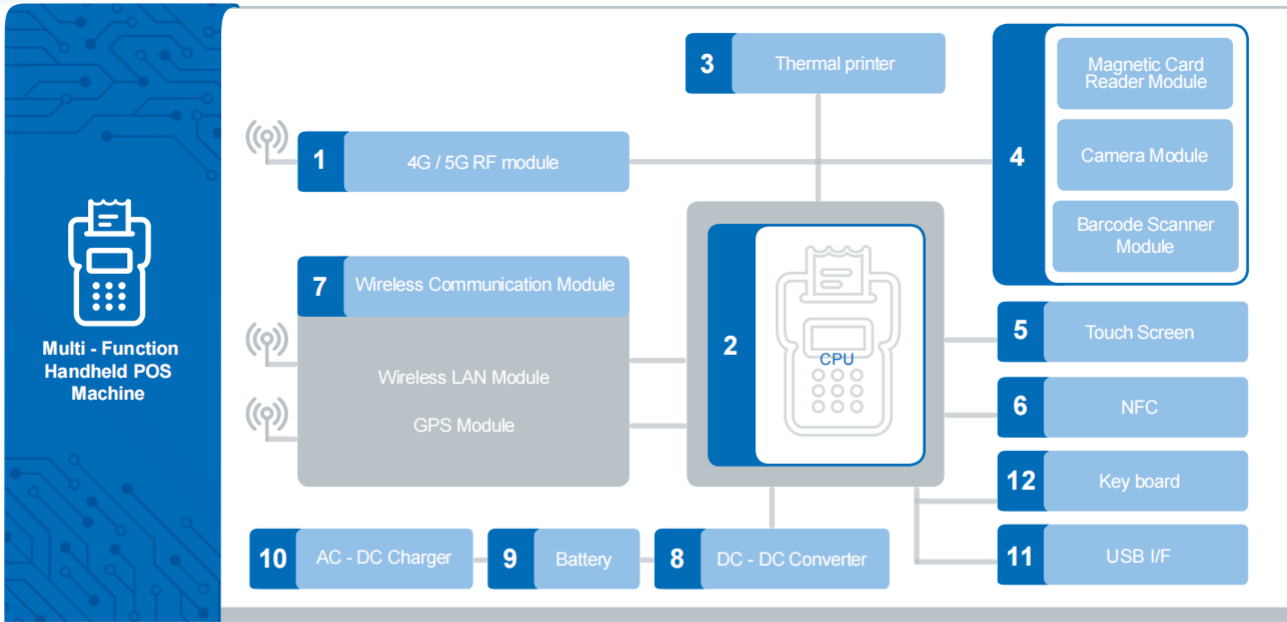 Multi - Function
Handheld POS
Machine
3
Thermal printer
4
Magnetic Card
Reader Module
Camera Module
Barcode Scanner
Module
1
4G / 5G RF module
7
Wireless Communication Module
Wireless LAN Module
GPS Module
2
CPU
5
Touch Screen
6
NFC
12
Key board
11
USB I/F
10
AC - DC Charger
9
Battery
8
DC - DC Converter